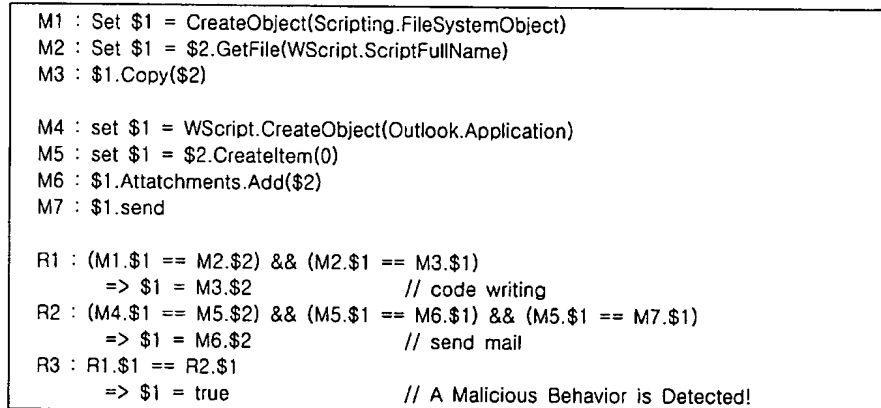 M1 : Set $1 = CreateObject(Scripting.FileSystemObject)
M2 : Set $1 = $2.GetFile(WScript.ScriptFullName)
M3 : $1.Copy($2)
M4 : set $1 = WScript.CreateObject(Outlook.Application)
M5 : set $1 = $2.CreateItem(0)
M6 : $1.Attatchments.Add($2)
M7 : $1.send
R1 : (M1.$1 == M2.$2) && (M2.$1 == M3.$1)
=> $1 = M3.$2 // code writing
R2 : (M4.$1 == M5.$2) && (M5.$1 == M6.$1) && (M5.$1 == M7.$1)
=> $1 = M6.$2 // send mail
R3 : R1.$1 == R2.$1
=> $1 = true // A Malicious Behavior is Detected!